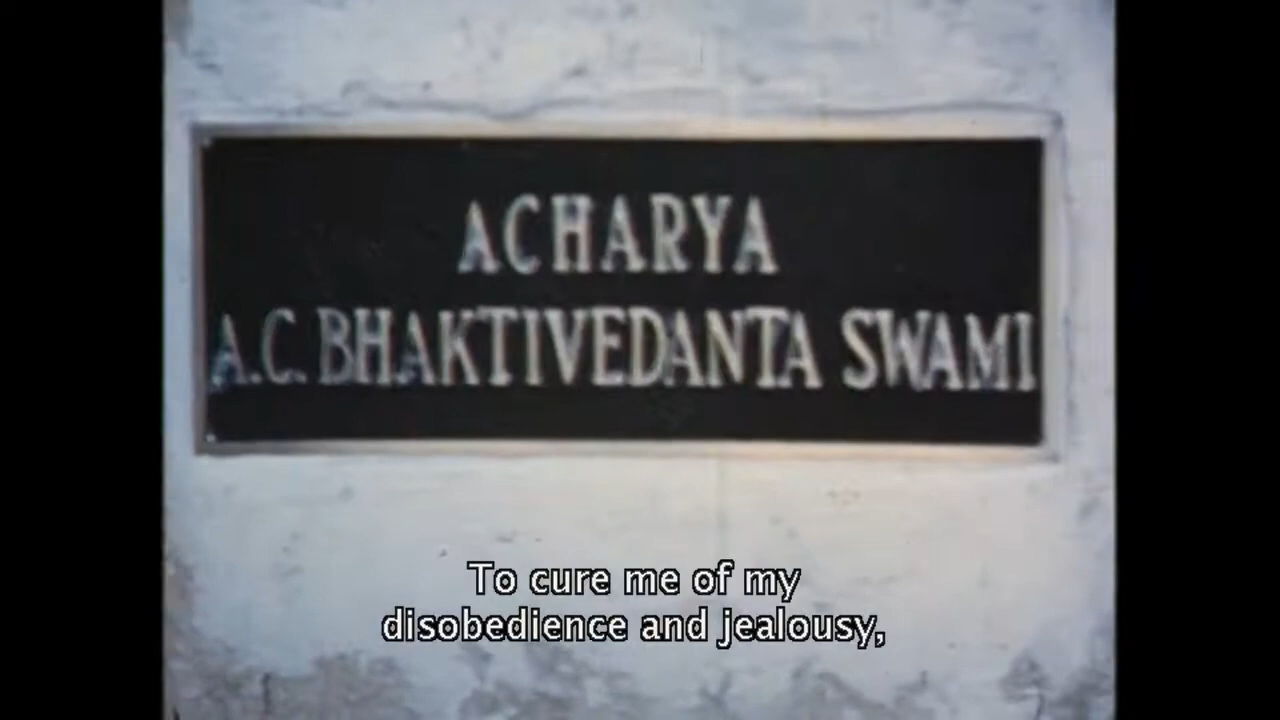 ACHARYA
A.C. BHAKTIVEDANTA SWAMI
To cure me of my
disobedience and jealousy,